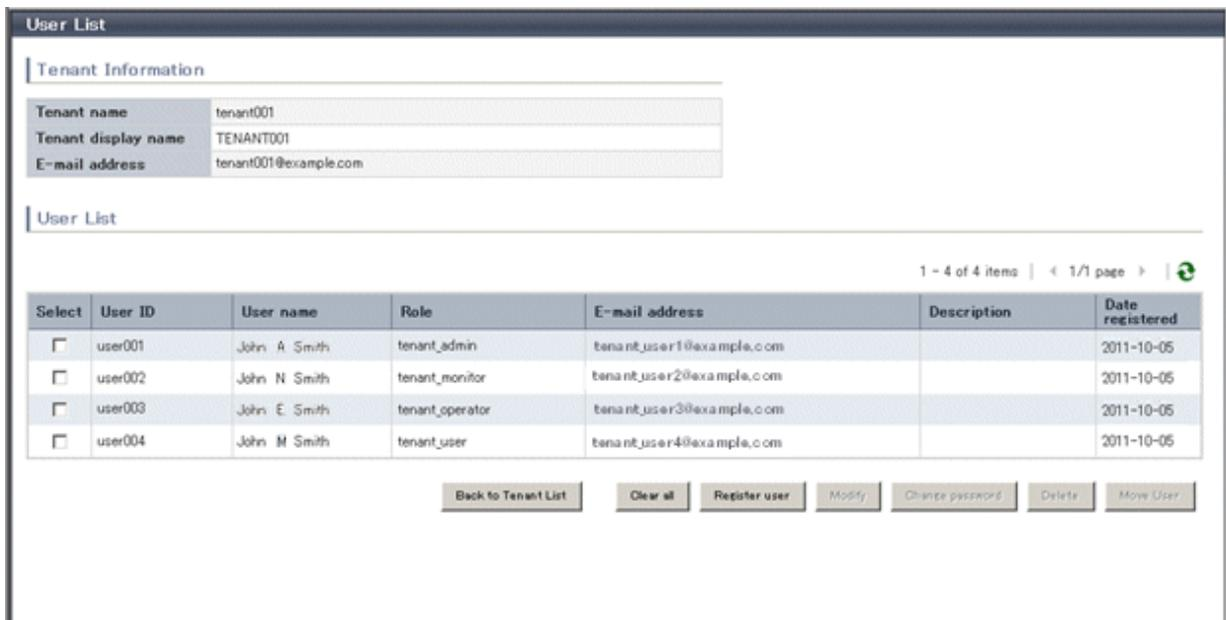 User List
Tenant Information
Tenant name tenant001
Tenant display name TENANT001
E-mail address tenant001@example.com
User List
1 - 4 of 4 items 1/1 page
Select User ID User name Role E-mail address Description Date registered
user001 John A Smith tenant_admin tenant_user1@example.com 2011-10-05
user002 John N Smith tenant_monitor tenant_user2@example.com 2011-10-05
user003 John E Smith tenant_operator tenant_user3@example.com 2011-10-05
user004 John M Smith tenant_user tenant_user4@example.com 2011-10-05
Back to Tenant List Clear all Register user Modify Change password Delete Move User